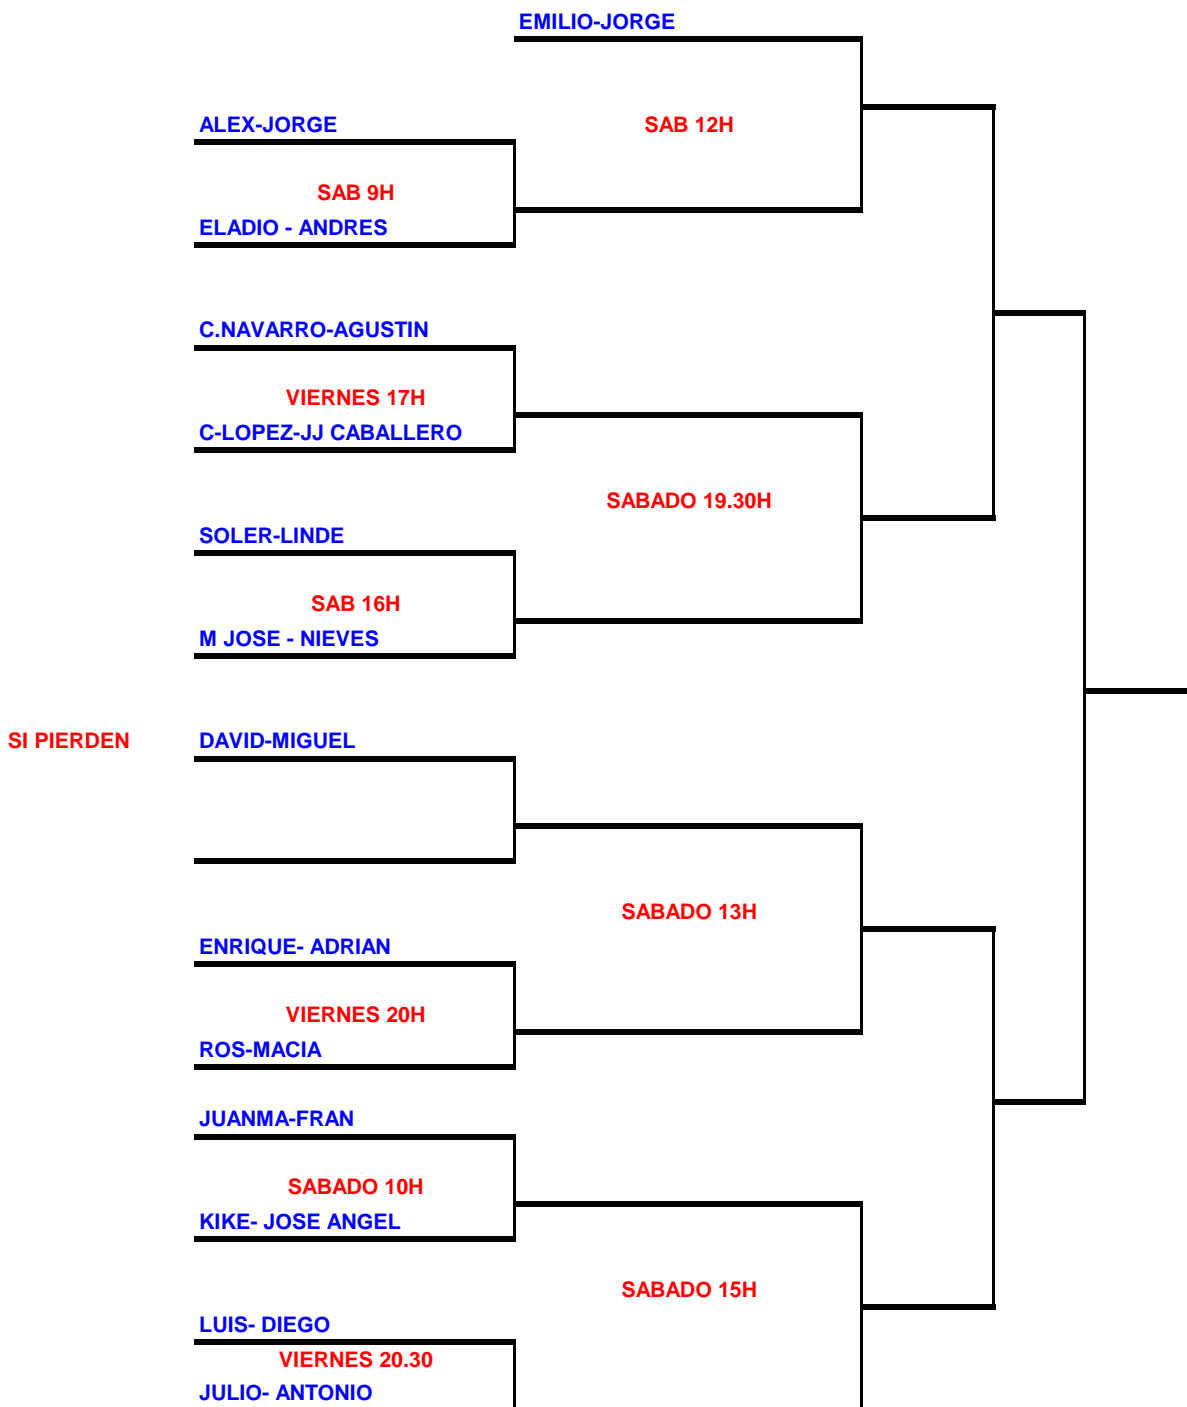 EMILIO-JORGE
ALEX-JORGE
SAB 12H
SAB 9H
ELADIO - ANDRES
C.NAVARRO-AGUSTIN
VIERNES 17H
C-LOPEZ-JJ CABALLERO
SABADO 19.30H
SOLER-LINDE
SAB 16H
M JOSE - NIEVES
SI PIERDEN
DAVID-MIGUEL
SABADO 13H
ENRIQUE- ADRIAN
VIERNES 20H
ROS-MACIA
JUANMA-FRAN
SABADO 10H
KIKE- JOSE ANGEL
SABADO 15H
LUIS- DIEGO
VIERNES 20.30
JULIO- ANTONIO